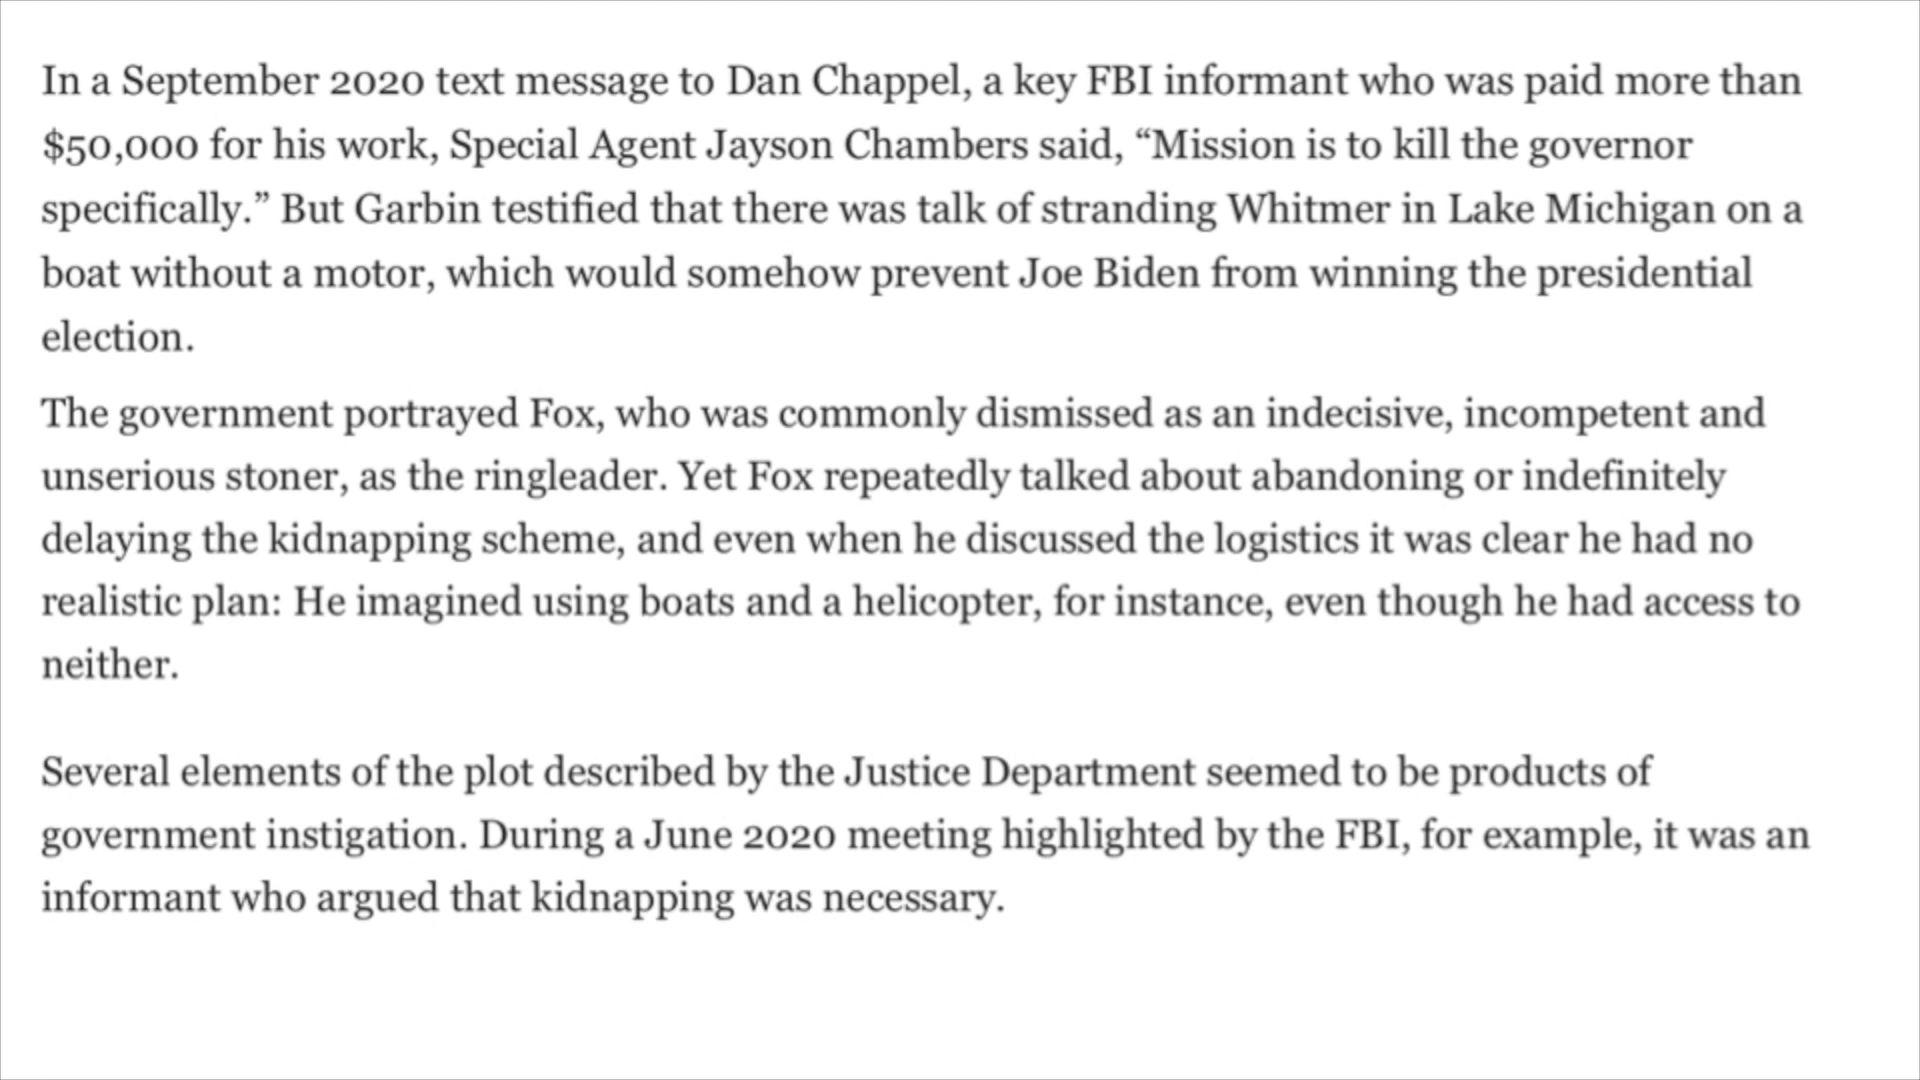 In a September 2020 text message to Dan Chappel, a key FBI informant who was paid more than
$50,000 for his work, Special Agent Jayson Chambers said, “Mission is to kill the governor
specifically.” But Garbin testified that there was talk of stranding Whitmer in Lake Michigan on a
boat without a motor, which would somehow prevent Joe Biden from winning the presidential
election.
The government portrayed Fox, who was commonly dismissed as an indecisive, incompetent and
unserious stoner, as the ringleader. Yet Fox repeatedly talked about abandoning or indefinitely
delaying the kidnapping scheme, and even when he discussed the logistics it was clear he had no
realistic plan: He imagined using boats and a helicopter, for instance, even though he had access to
neither.
Several elements of the plot described by the Justice Department seemed to be products of
government instigation. During a June 2020 meeting highlighted by the FBI, for example, it was an
informant who argued that kidnapping was necessary.